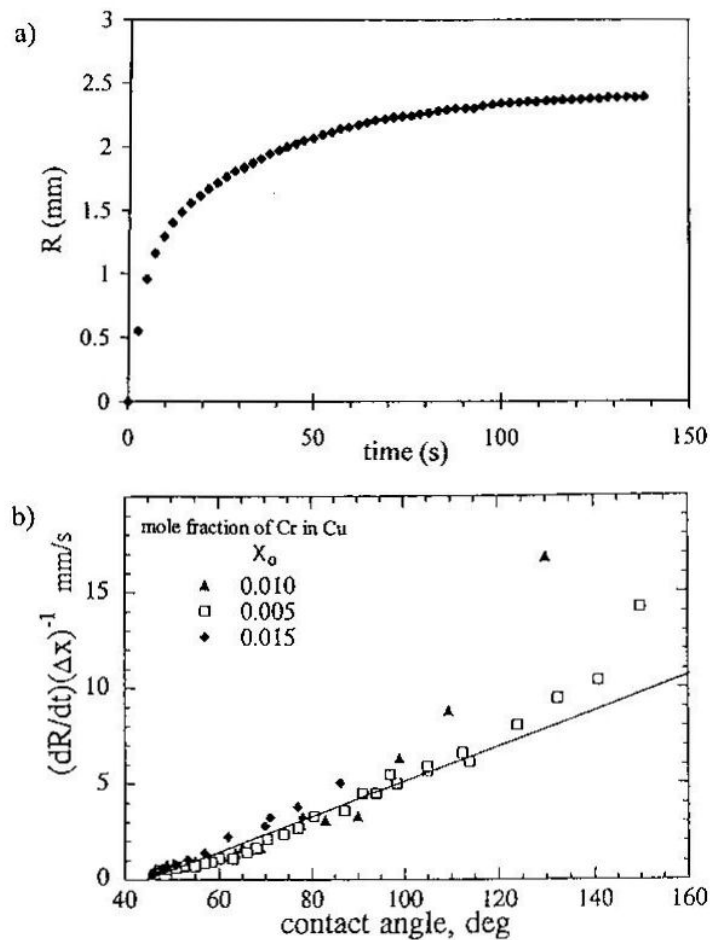 a)
3
2.5
2
1.5
1
0.5
0
R (mm)
0 50 100 150
time (s)
b)
mole fraction of Cr in Cu
X₀
▲ 0.010
□ 0.005
◆ 0.015
15
10
5
0
(dR/dt)(Δx)⁻¹ mm/s
40 60 80 100 120 140 160
contact angle, deg